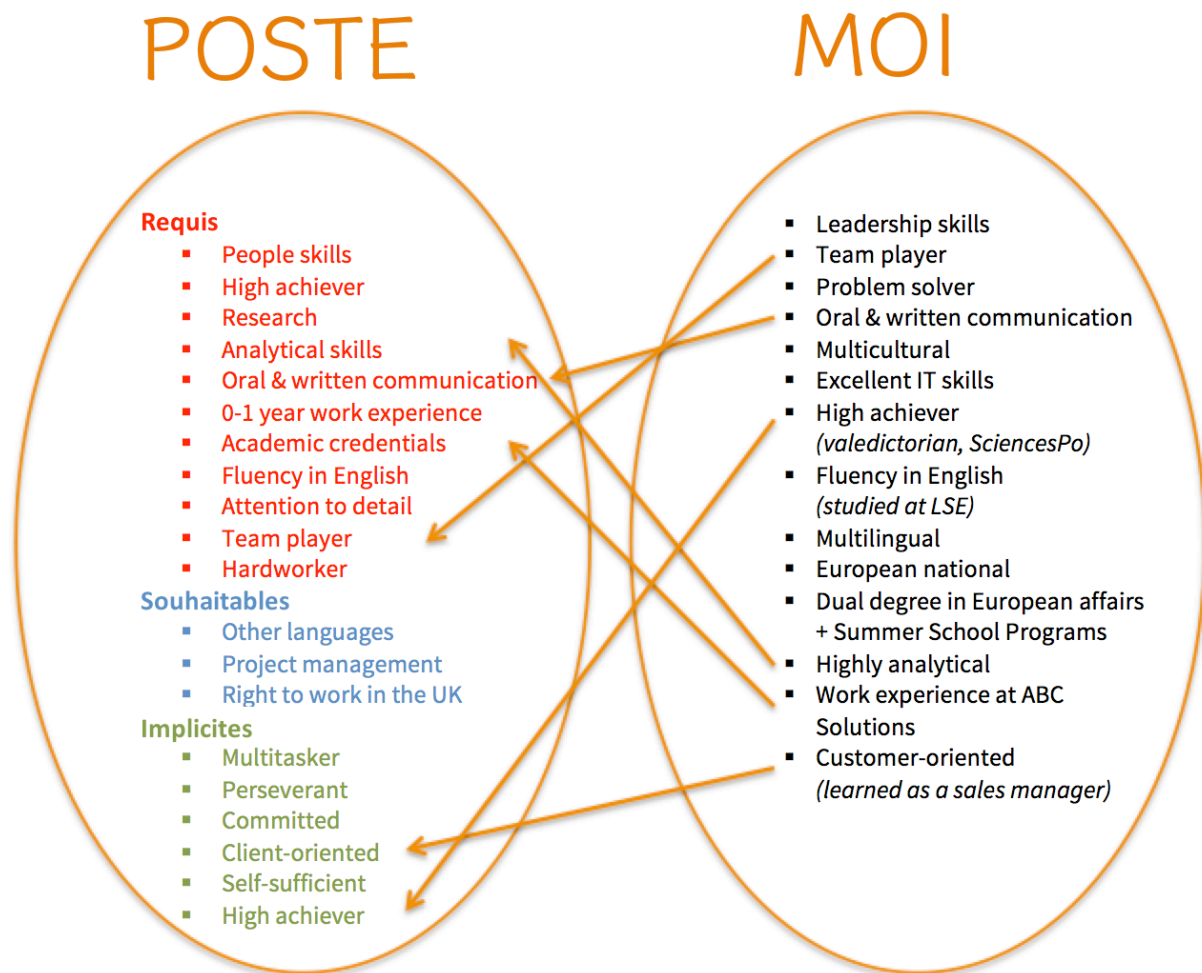 POSTE
Requis
▪ People skills
▪ High achiever
▪ Research
▪ Analytical skills
▪ Oral & written communication
▪ 0-1 year work experience
▪ Academic credentials
▪ Fluency in English
▪ Attention to detail
▪ Team player
▪ Hardworker
Souhaitables
▪ Other languages
▪ Project management
▪ Right to work in the UK
Implicites
▪ Multitasker
▪ Perseverant
▪ Committed
▪ Client-oriented
▪ Self-sufficient
▪ High achiever
MOI
▪ Leadership skills
▪ Team player
▪ Problem solver
▪ Oral & written communication
▪ Multicultural
▪ Excellent IT skills
▪ High achiever
(valedictorian, SciencesPo)
▪ Fluency in English
(studied at LSE)
▪ Multilingual
▪ European national
▪ Dual degree in European affairs
+ Summer School Programs
▪ Highly analytical
▪ Work experience at ABC
Solutions
▪ Customer-oriented
(learned as a sales manager)